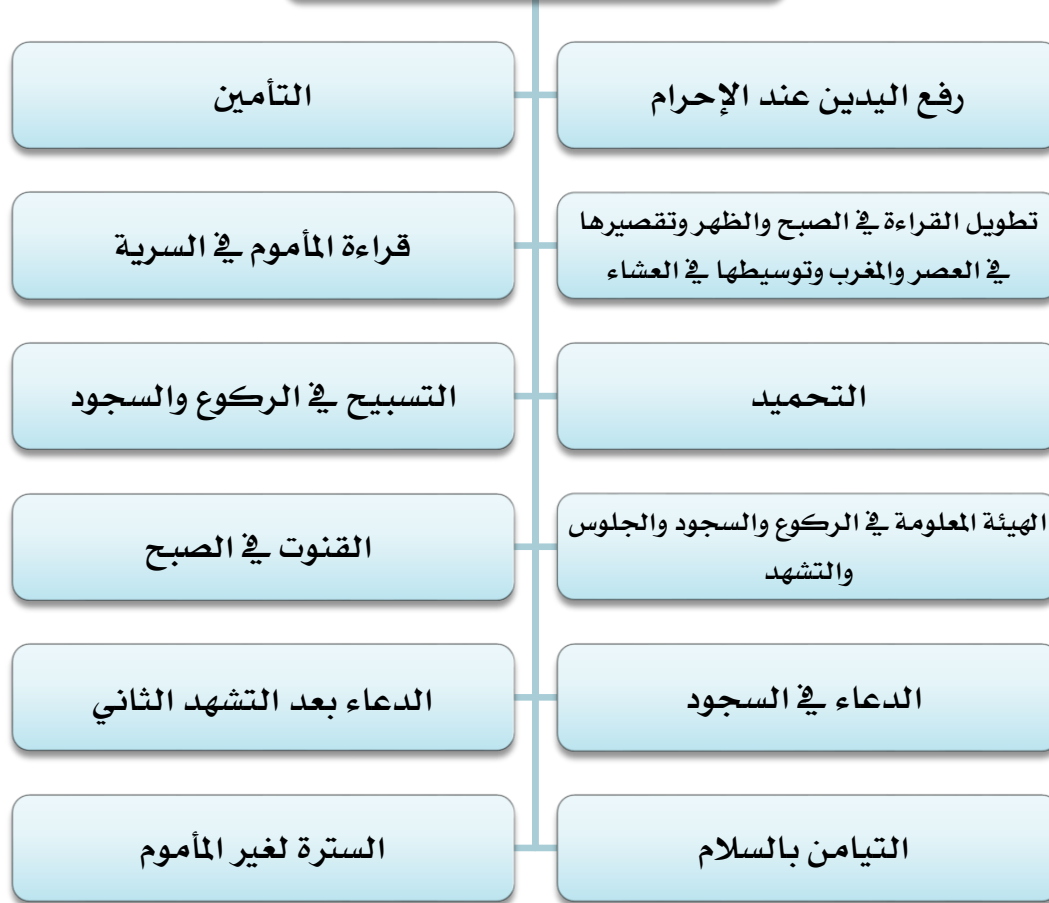 رفع اليدين عند الإحرام
التأمين
تطويل القراءة في الصبح والظهر وتقصيرها
في العصر والمغرب وتوسيطها في العشاء
قراءة المأموم في السرية
التحميد
التسبيح في الركوع والسجود
الهيئة المعلومة في الركوع والسجود والجلوس
والتشهد
القنوت في الصبح
الدعاء في السجود
الدعاء بعد التشهد الثاني
التيامن بالسلام
السترة لغير المأموم